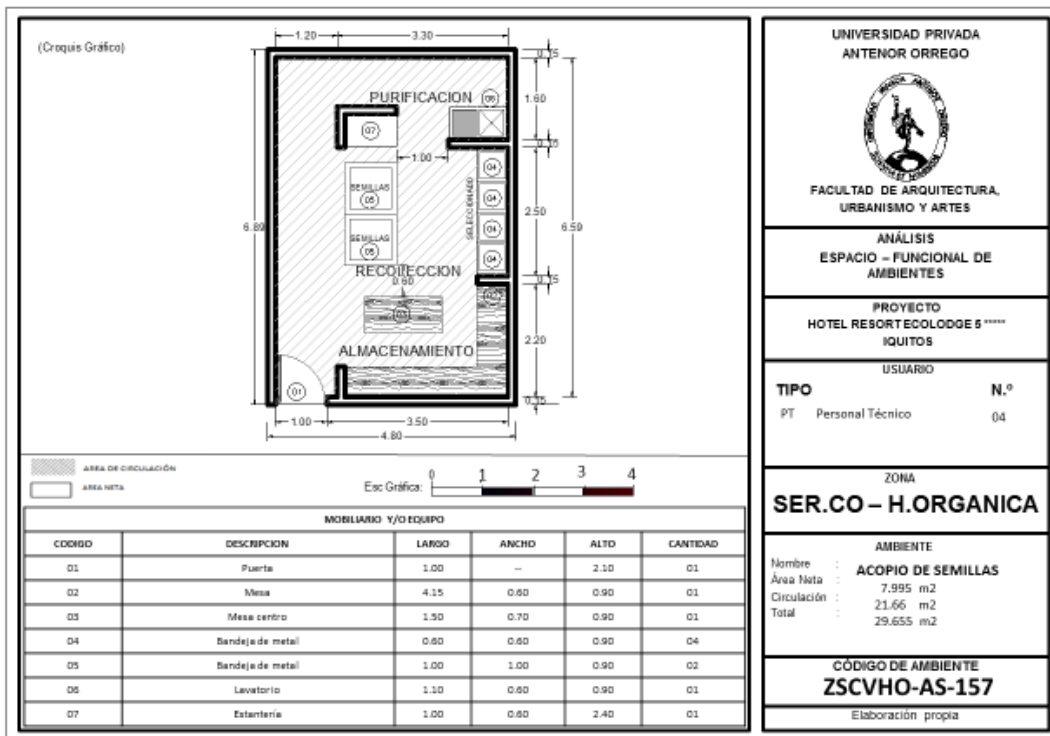 (Croquis Gráfico)
1.20
3.30
0.15
PURIFICACION
06
1.60
07
0.15
1.00
04
SEMILLAS
05
04
SELECCIONADO
2.50
6.89
6.59
04
SEMILLAS
05
04
RECOLECCION
0.60
0.15
02
03
2.20
ALMACENAMIENTO
01
0.15
1.00
3.50
4.80
AREA DE CIRCULACIÓN
AREA NETA
Esc Gráfica:
0 1 2 3 4
MOBILIARIO Y/O EQUIPO
CODIGO DESCRIPCION LARGO ANCHO ALTO CANTIDAD
01 Puerta 1.00 -- 2.10 01
02 Mesa 4.15 0.60 0.90 01
03 Mesa centro 1.50 0.70 0.90 01
04 Bandeja de metal 0.60 0.60 0.90 04
05 Bandeja de metal 1.00 1.00 0.90 02
06 Lavatorio 1.10 0.60 0.90 01
07 Estantería 1.00 0.60 2.40 01
UNIVERSIDAD PRIVADA
ANTENOR ORREGO
FACULTAD DE ARQUITECTURA,
URBANISMO Y ARTES
ANÁLISIS
ESPACIO – FUNCIONAL DE
AMBIENTES
PROYECTO
HOTEL RESORT ECOLODGE 5 *****
IQUITOS
USUARIO
TIPO N.º
PT Personal Técnico 04
ZONA
SER.CO – H.ORGANICA
AMBIENTE
Nombre : ACOPIO DE SEMILLAS
Área Neta : 7.995 m2
Circulación : 21.66 m2
Total : 29.655 m2
CÓDIGO DE AMBIENTE
ZSCVHO-AS-157
Elaboración propia